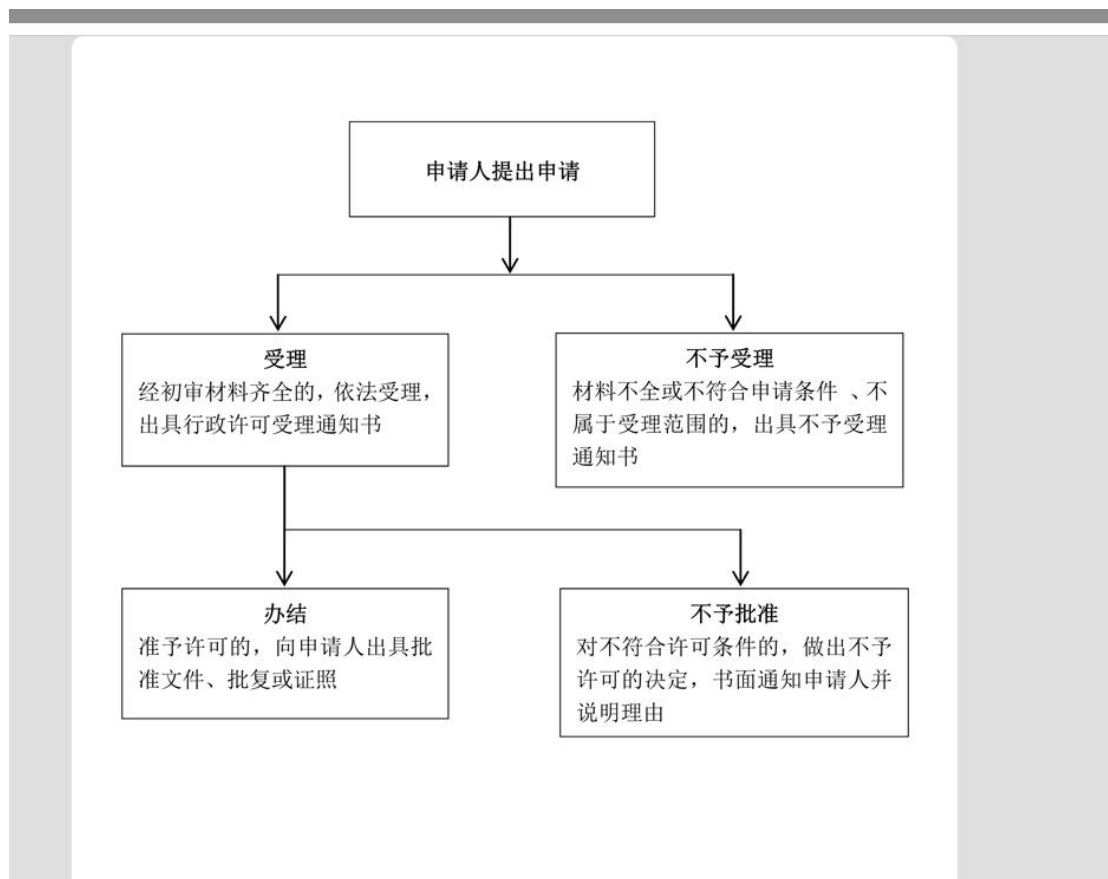 申请人提出申请
受理
经初审材料齐全的，依法受理，
出具行政许可受理通知书
不予受理
材料不全或不符合申请条件 、不
属于受理范围的，出具不予受理
通知书
办结
准予许可的，向申请人出具批
准文件、批复或证照
不予批准
对不符合许可条件的，做出不予
许可的决定，书面通知申请人并
说明理由